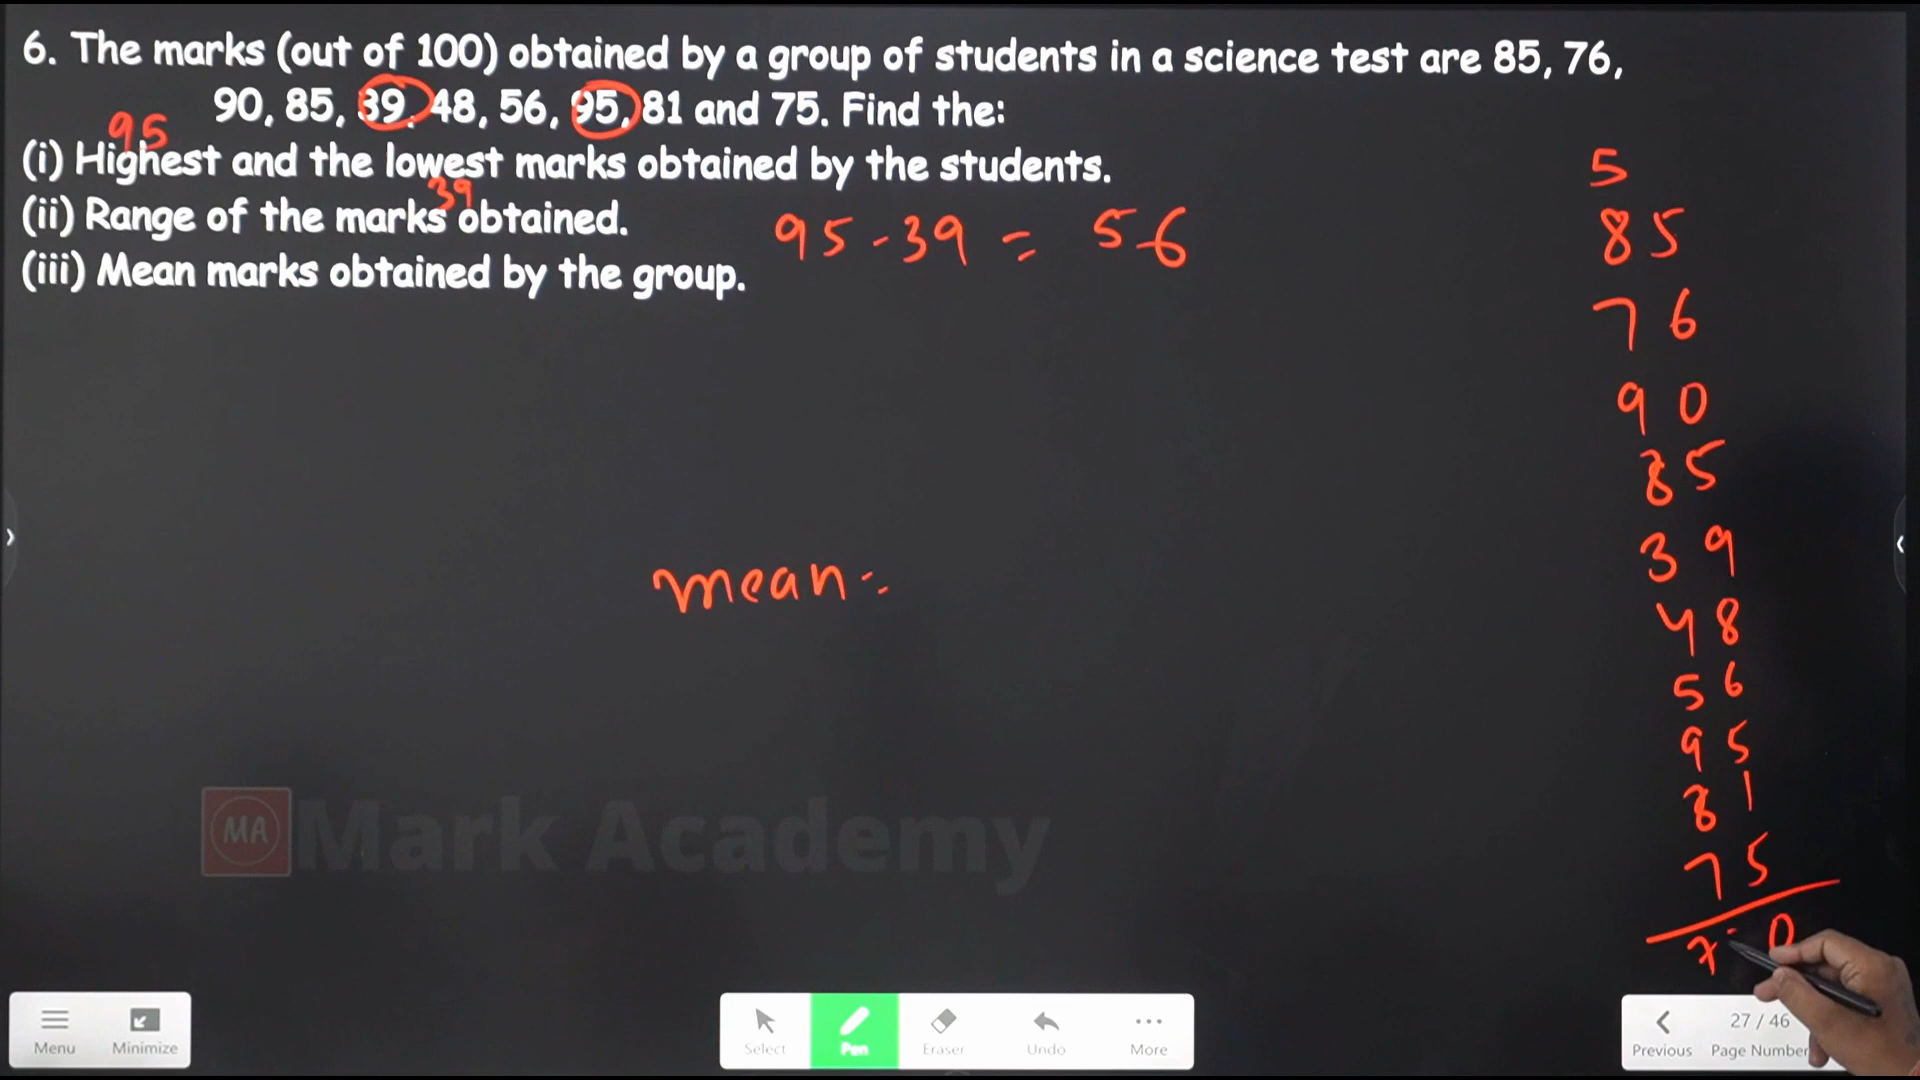 6. The marks (out of 100) obtained by a group of students in a science test are 85, 76,
90, 85, 39, 48, 56, 95, 81 and 75. Find the:
95
(i) Highest and the lowest marks obtained by the students.
39
(ii) Range of the marks obtained.
95 - 39 = 56
(iii) Mean marks obtained by the group.
5
85
76
90
85
39
48
56
95
81
75
7 0
mean =
MA Mark Academy
Menu
Minimize
Select
Pen
Eraser
Undo
More
Previous
27 / 46
Page Number